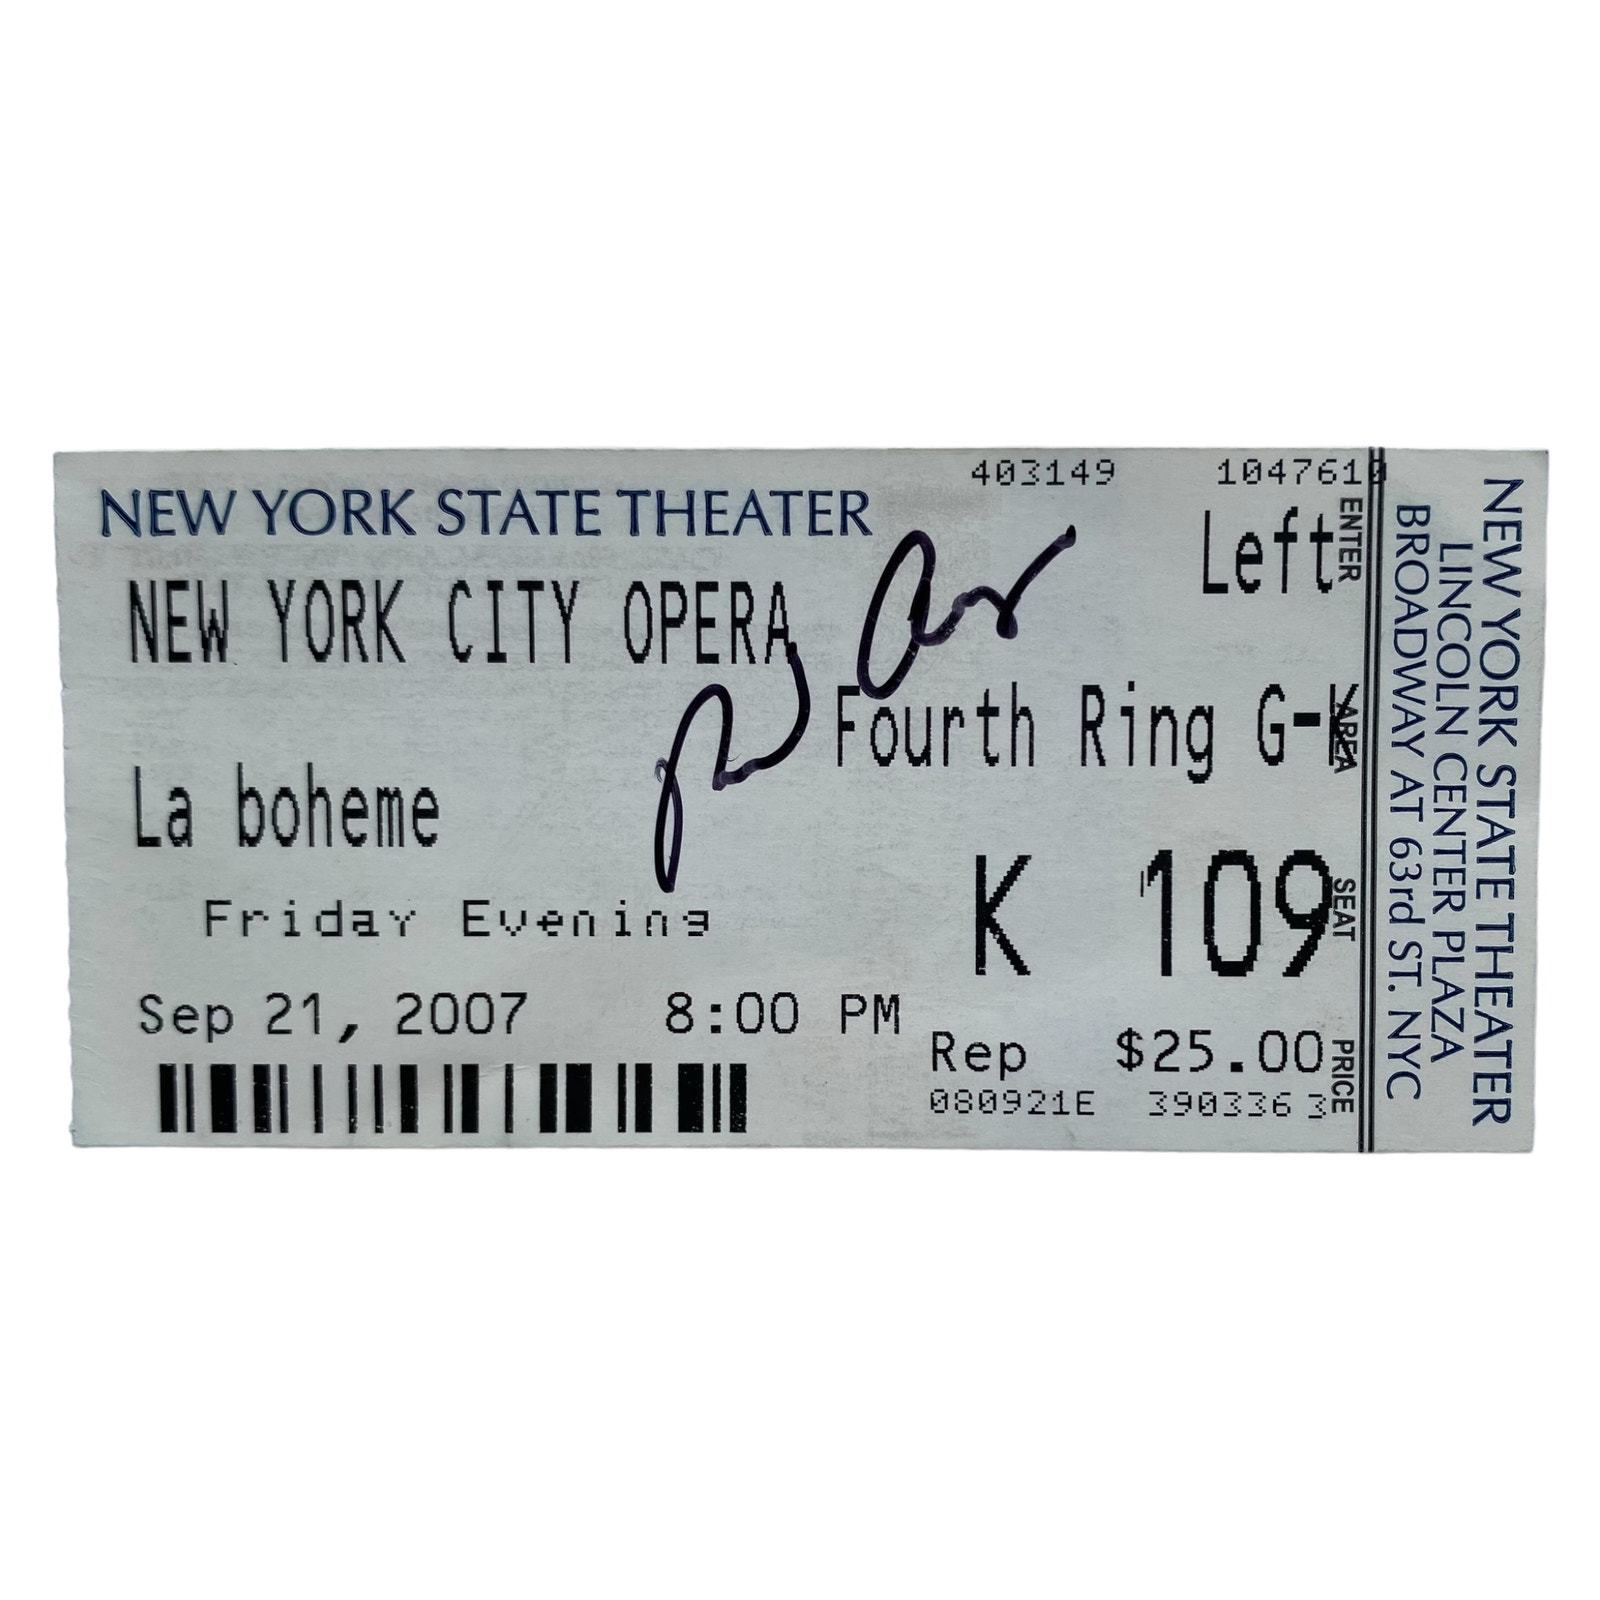 403149 1047610
NEW YORK STATE THEATER
Left ENTER
NEW YORK CITY OPERA
Fourth Ring G-K AREA
La boheme
K 109 SEAT
Friday Evening
Sep 21, 2007 8:00 PM
Rep $25.00 PRICE
080921E 390336 3
NEW YORK STATE THEATER
LINCOLN CENTER PLAZA
BROADWAY AT 63rd ST. NYC